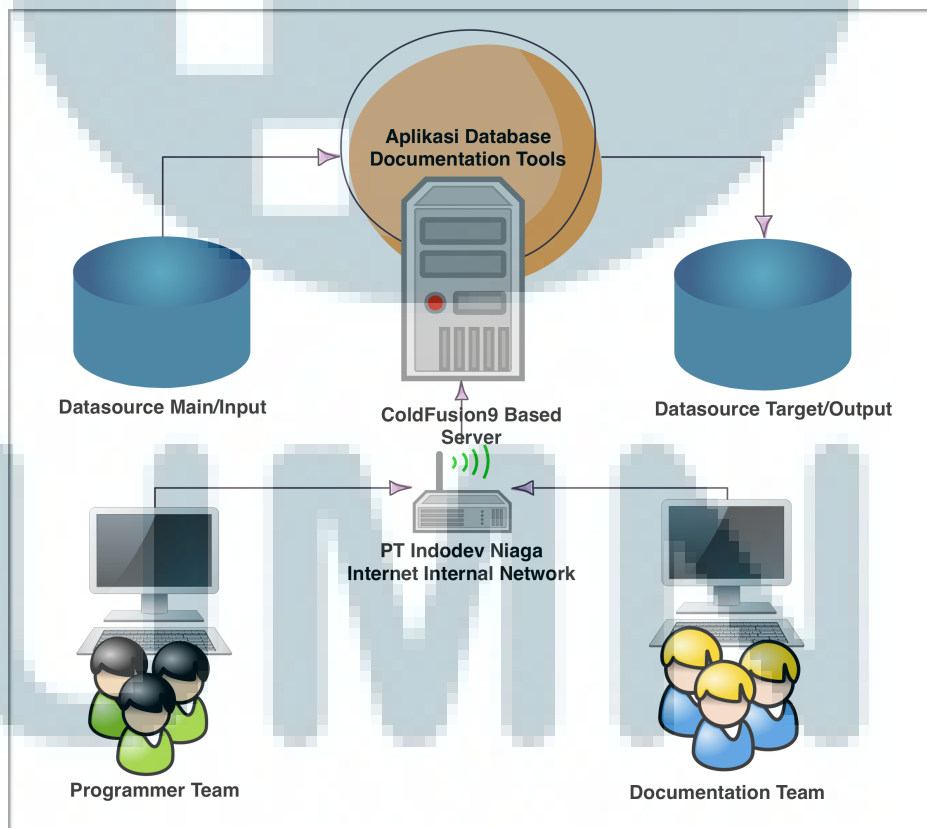 Aplikasi Database
Documentation Tools
Datasource Main/Input
ColdFusion9 Based
Server
Datasource Target/Output
PT Indodev Niaga
Internet Internal Network
Programmer Team
Documentation Team
UMN